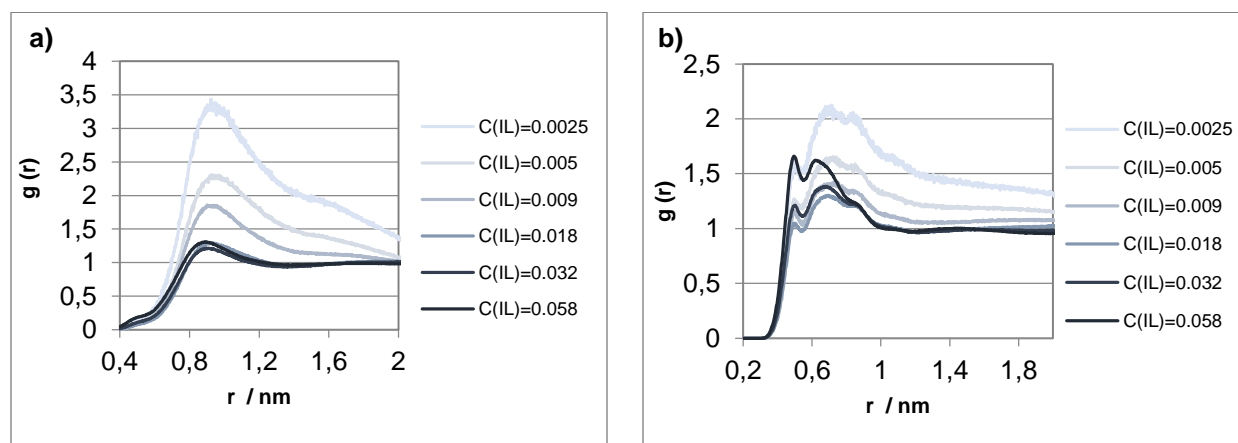 a)
4
3,5
3
2,5
2
1,5
1
0,5
0
g (r)
0,4 0,8 1,2 1,6 2
r / nm
C(IL)=0.0025
C(IL)=0.005
C(IL)=0.009
C(IL)=0.018
C(IL)=0.032
C(IL)=0.058
b)
2,5
2
1,5
1
0,5
0
g (r)
0,2 0,6 1 1,4 1,8
r / nm
C(IL)=0.0025
C(IL)=0.005
C(IL)=0.009
C(IL)=0.018
C(IL)=0.032
C(IL)=0.058